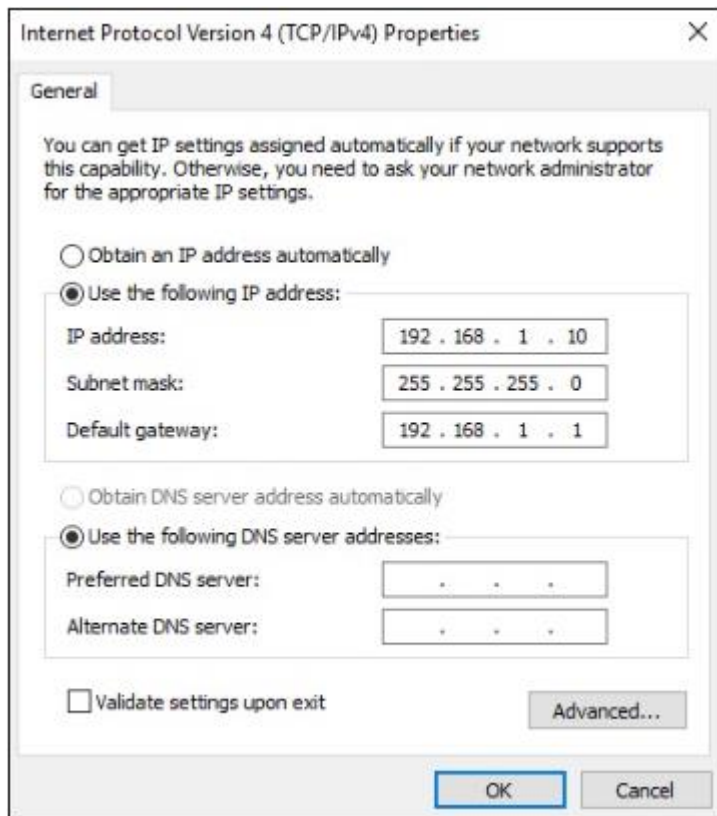 Internet Protocol Version 4 (TCP/IPv4) Properties
General
You can get IP settings assigned automatically if your network supports
this capability. Otherwise, you need to ask your network administrator
for the appropriate IP settings.
Obtain an IP address automatically
Use the following IP address:
IP address: 192 . 168 . 1 . 10
Subnet mask: 255 . 255 . 255 . 0
Default gateway: 192 . 168 . 1 . 1
Obtain DNS server address automatically
Use the following DNS server addresses:
Preferred DNS server: . . .
Alternate DNS server: . . .
Validate settings upon exit
Advanced...
OK Cancel